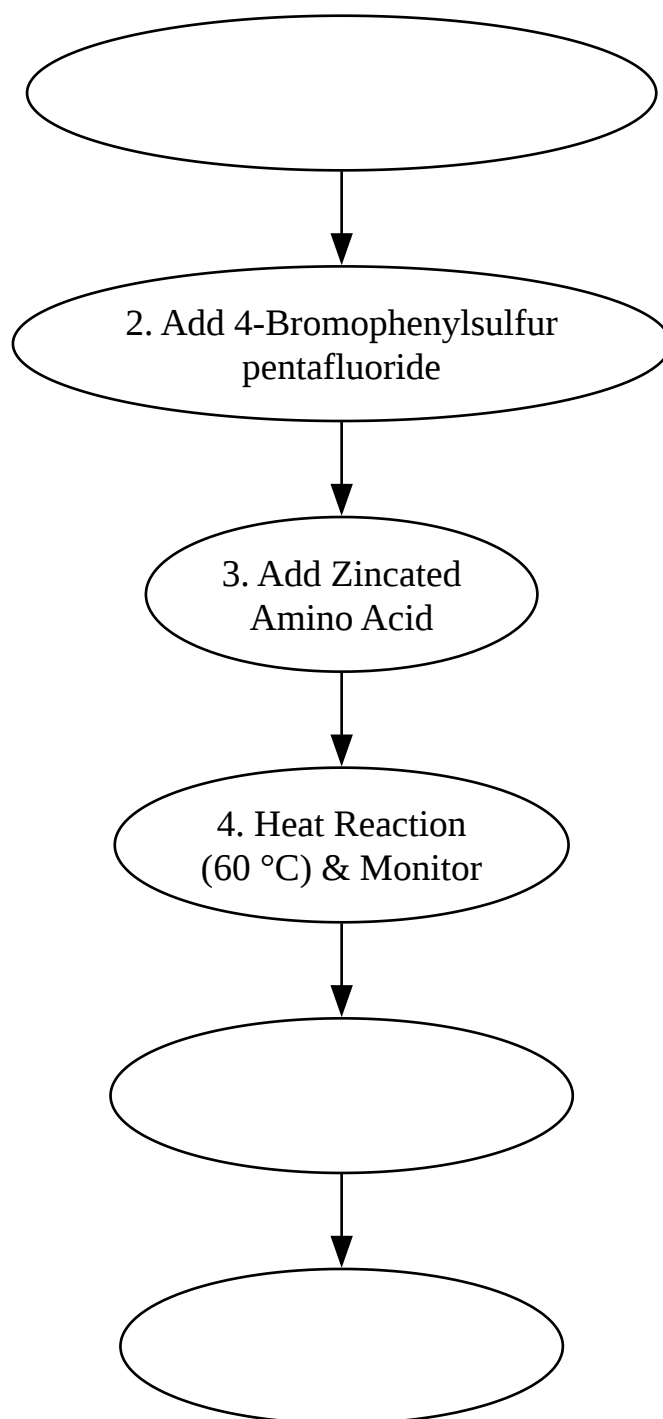 2. Add 4-Bromophenylsulfur
pentafluoride
3. Add Zincated
Amino Acid
4. Heat Reaction
(60 °C) & Monitor